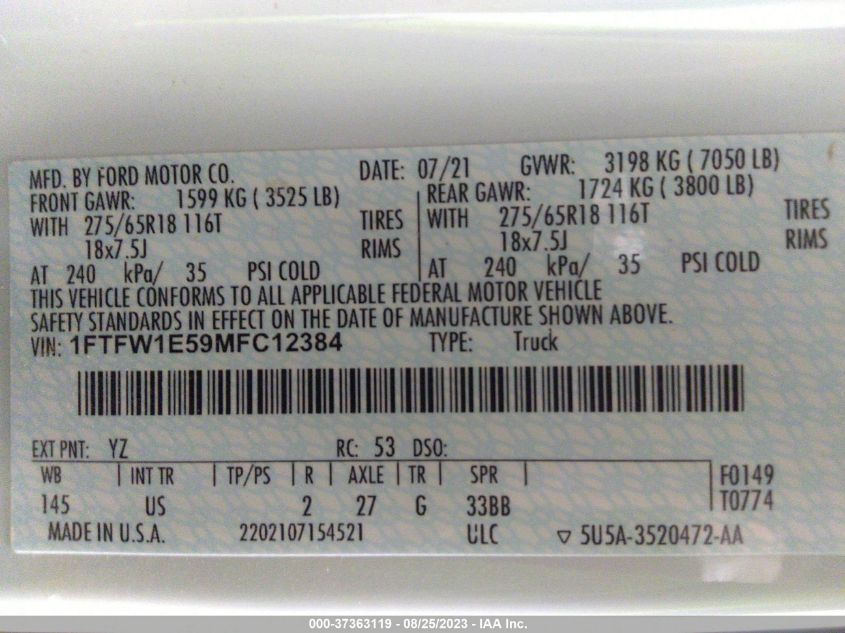 MFD. BY FORD MOTOR CO. DATE: 07/21 GVWR: 3198 KG ( 7050 LB)
FRONT GAWR: 1599 KG ( 3525 LB) REAR GAWR: 1724 KG ( 3800 LB)
WITH 275/65R18 116T TIRES WITH 275/65R18 116T TIRES
18x7.5J RIMS 18x7.5J RIMS
AT 240 kPa/ 35 PSI COLD AT 240 kPa/ 35 PSI COLD
THIS VEHICLE CONFORMS TO ALL APPLICABLE FEDERAL MOTOR VEHICLE
SAFETY STANDARDS IN EFFECT ON THE DATE OF MANUFACTURE SHOWN ABOVE.
VIN: 1FTFW1E59MFC12384 TYPE: Truck
EXT PNT: YZ RC: 53 DSO:
WB INT TR TP/PS R AXLE TR SPR F0149
145 US 2 27 G 33BB T0774
MADE IN U.S.A. 2202107154521 ULC ▽ 5U5A-3520472-AA
000-37363119 - 08/25/2023 - IAA Inc.